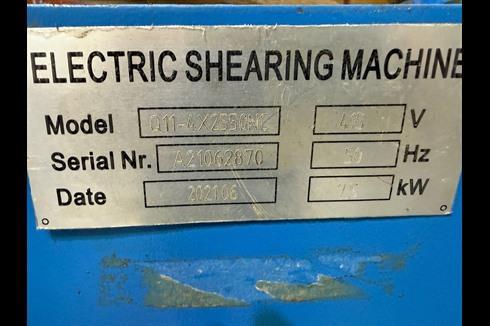 ELECTRIC SHEARING MACHINE
Model V
Serial Nr. A21062870 50 Hz
Date 202106 kW